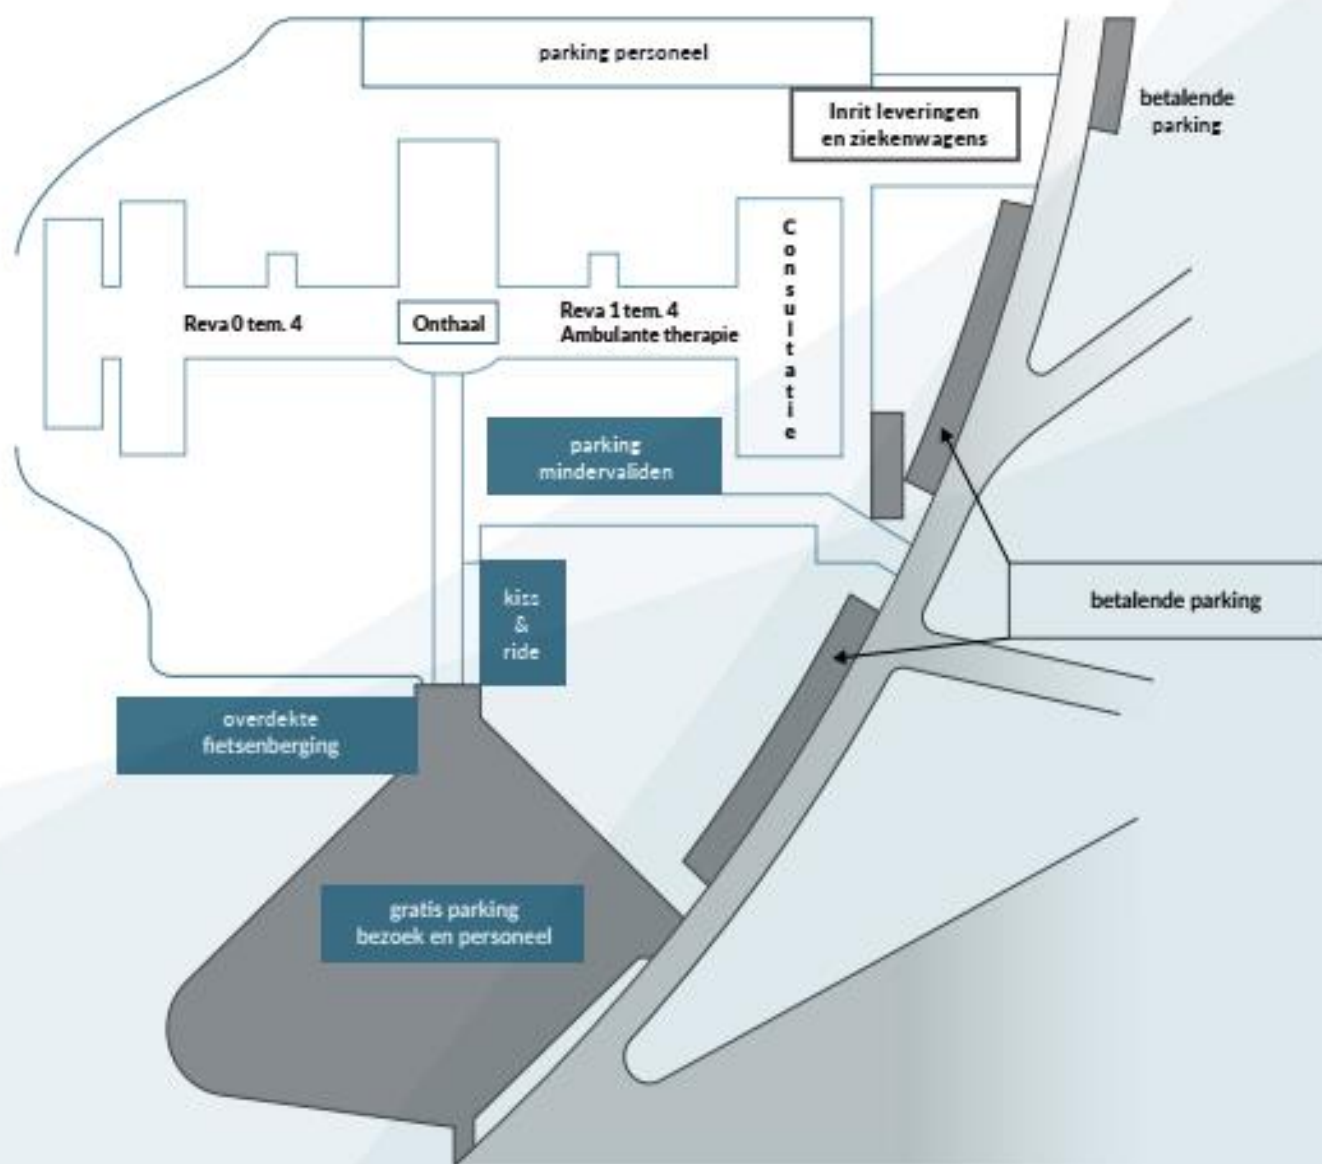 parking personeel
betalende
parking
Inrit leveringen
en ziekenwagens
Consultatie
Reva 0 tem. 4
Onthaal
Reva 1 tem. 4
Ambulante therapie
parking
mindervaliden
kiss
&
ride
betalende parking
overdekte
fietsenberging
gratis parking
bezoek en personeel